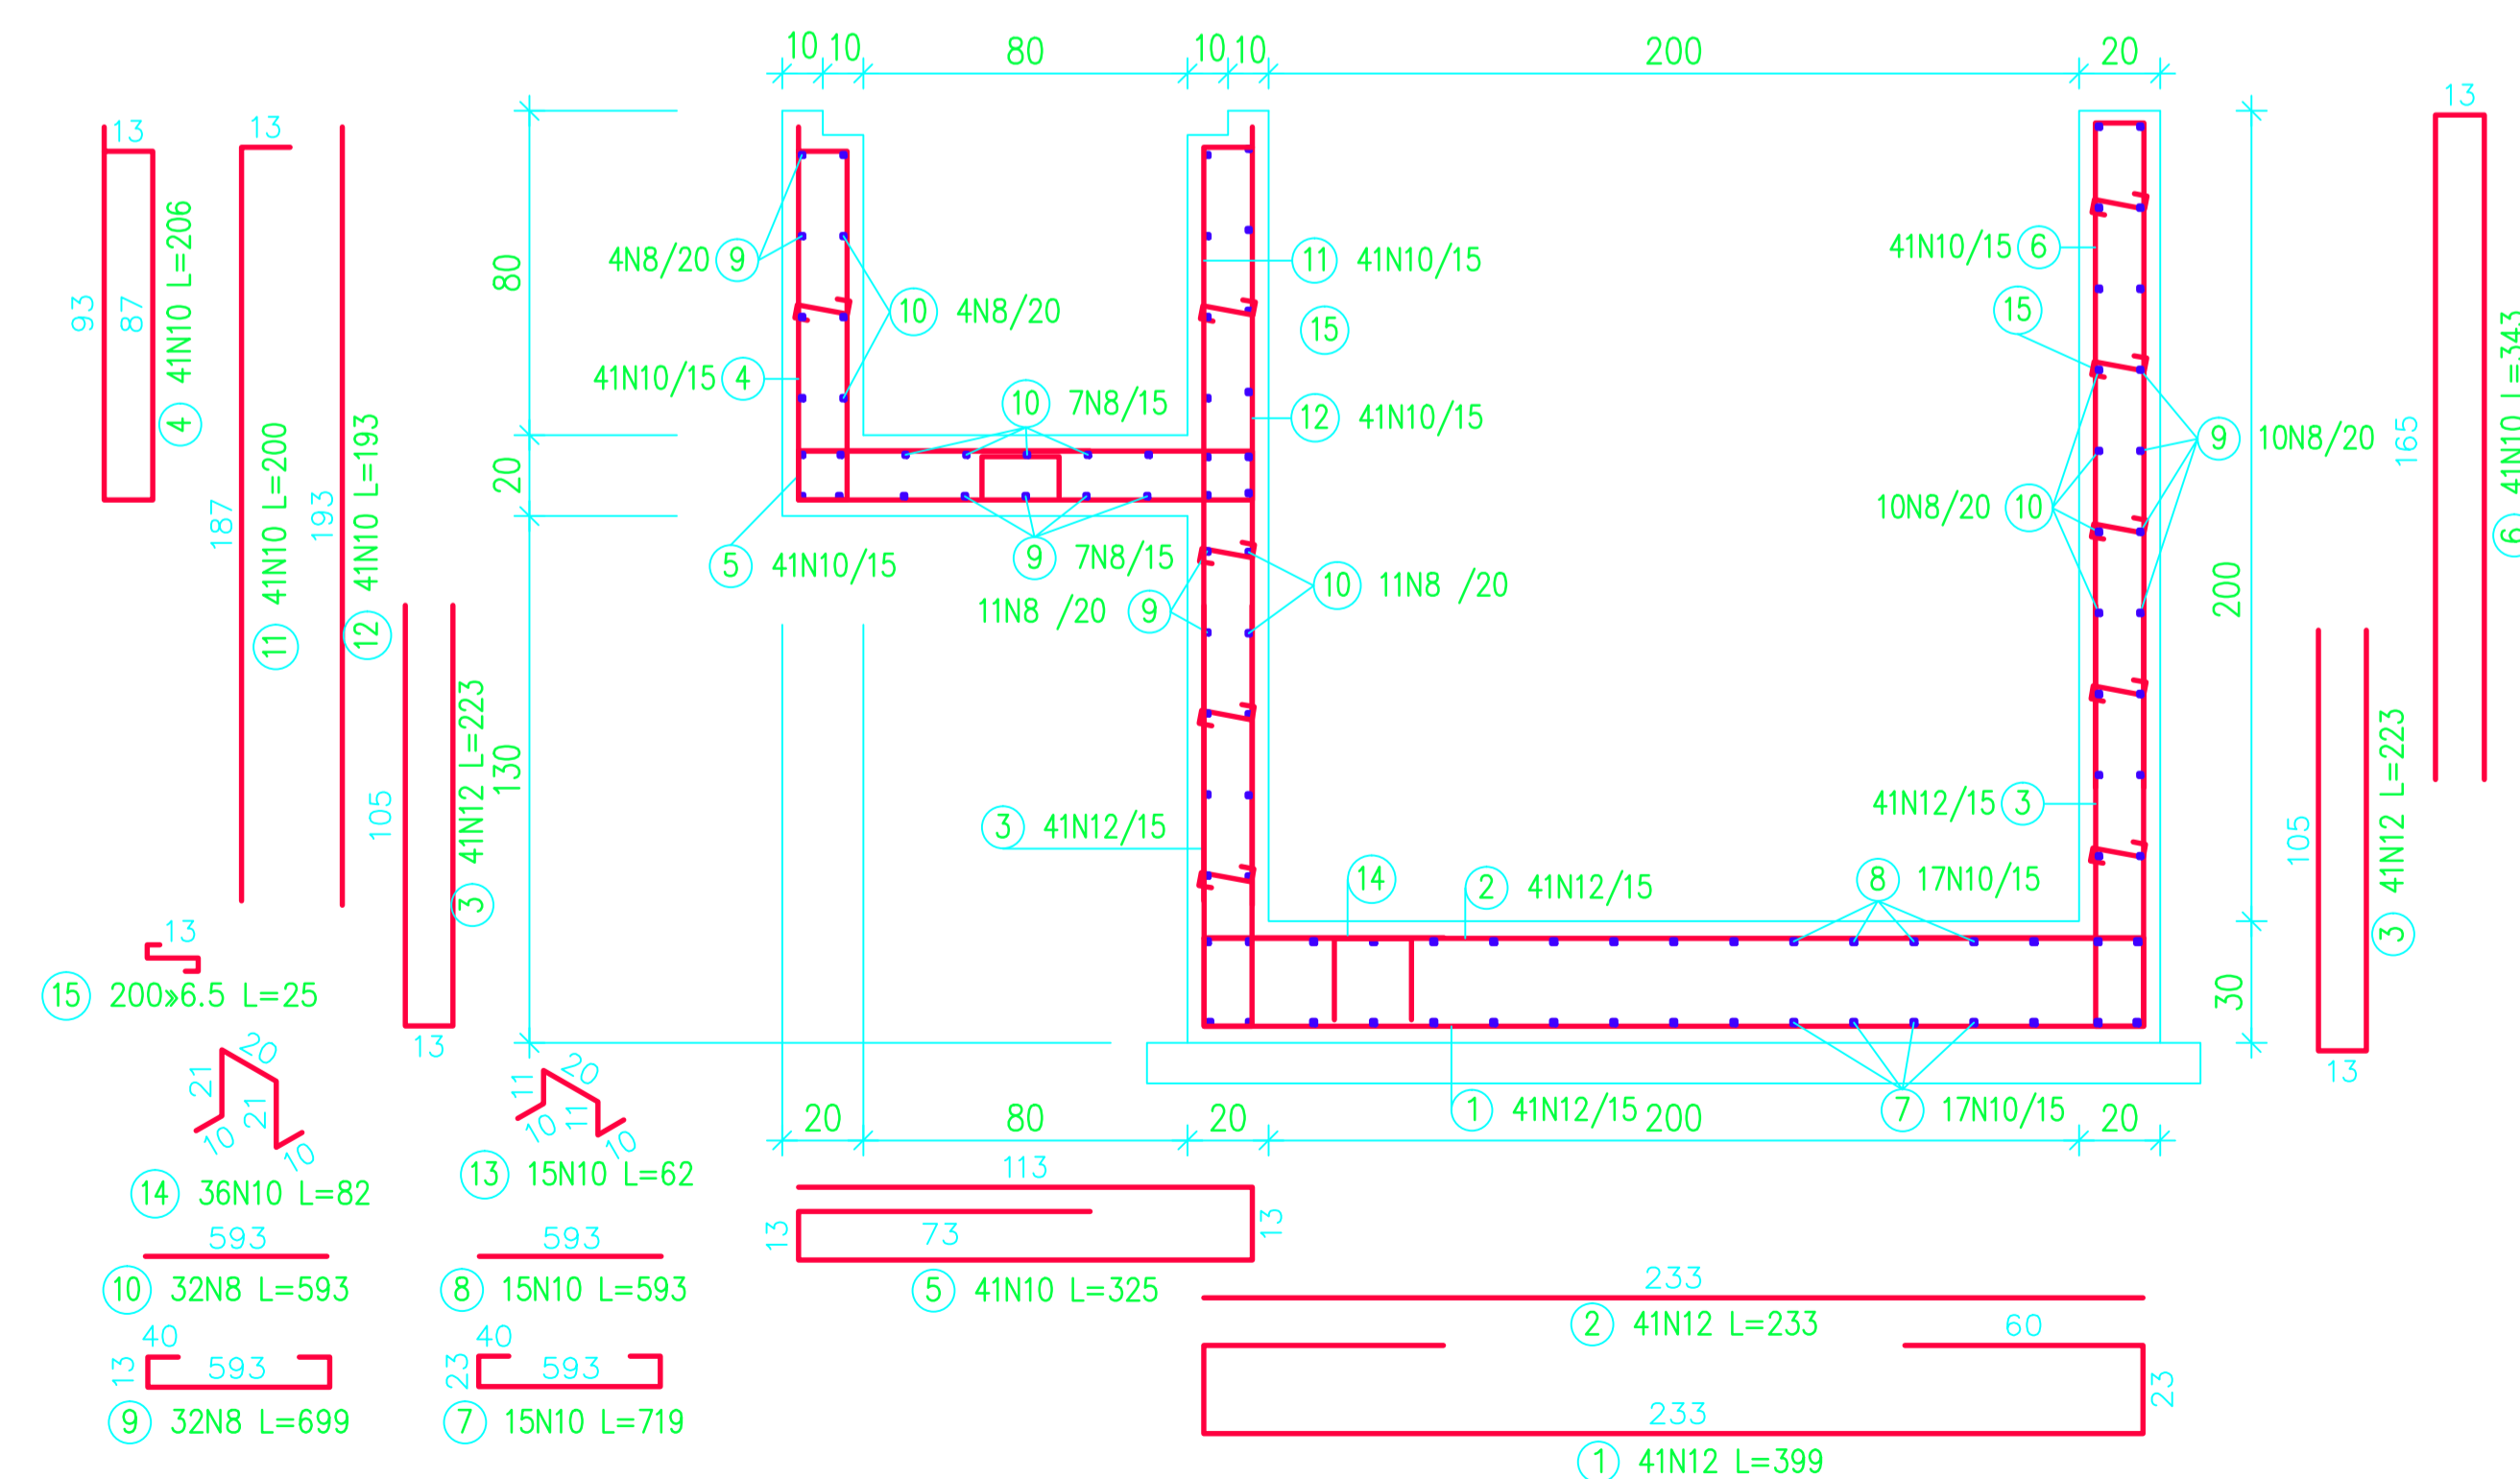 10 10 80 10 10 200 20
13 13 13
93 87
4 41N10 L=206
187
11 41N10 L=200
193
12 41N10 L=193
105
3 41N12 L=223
13
80
20
130
4N8/20 9
10 4N8/20
41N10/15 4
10 7N8/15
5 41N10/15
9 7N8/15
11N8 /20 9
10 11N8 /20
11 41N10/15
15
12 41N10/15
3 41N12/15
14
2 41N12/15
8 17N10/15
41N10/15 6
15
9 10N8/20
10N8/20 10
41N12/15 3
1 41N12/15
7 17N10/15
200
30
165
6 41N10 L=343
105
3 41N12 L=223
13
13
15 200»6.5 L=25
20 80 20 200 20
21 20 21 10 10
14 36N10 L=82
11 20 11 10 10
13 15N10 L=62
593
10 32N8 L=593
593
8 15N10 L=593
40
13 593
9 32N8 L=699
40
23 593
7 15N10 L=719
113
13 73 13
5 41N10 L=325
233
2 41N12 L=233
60
23
233
1 41N12 L=399